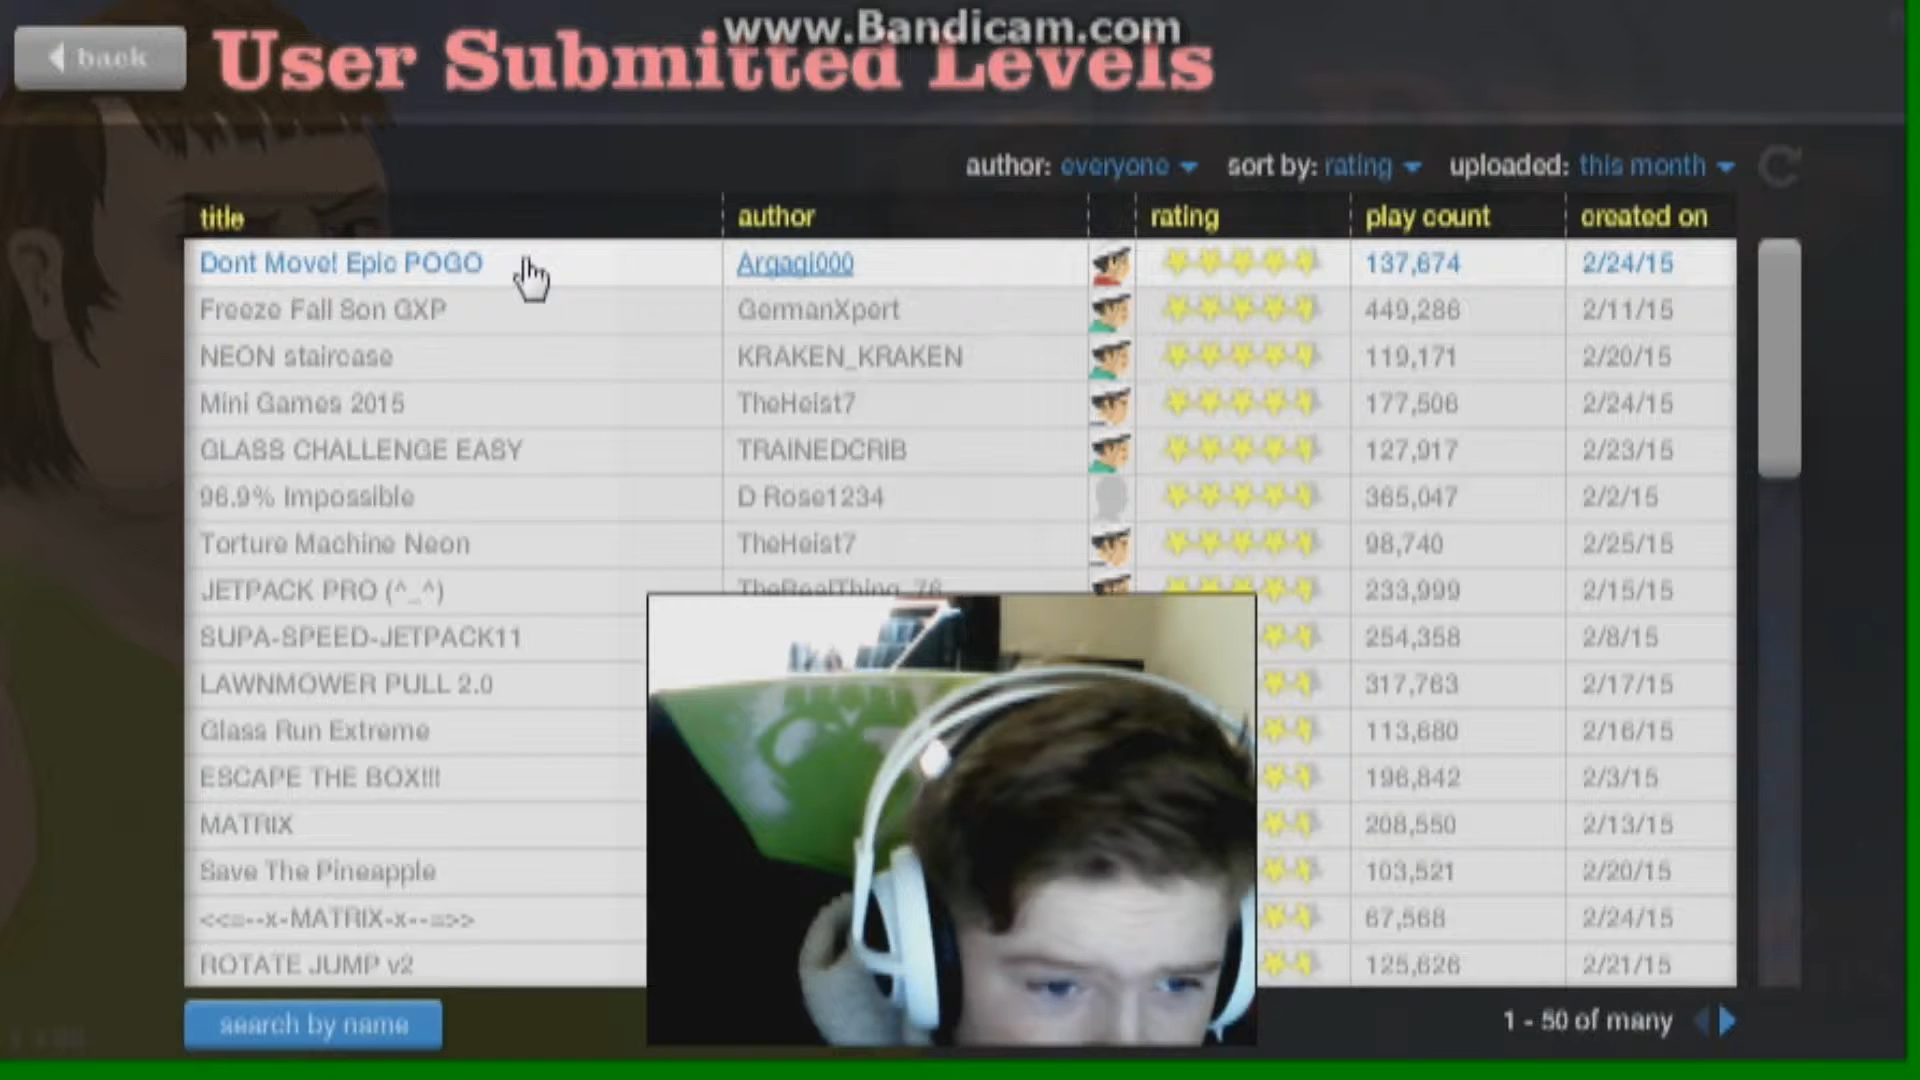 www.Bandicam.com
back
User Submitted Levels
author: everyone sort by: rating uploaded: this month
title author rating play count created on
Dont Move! Epic POGO Argagi000 137,674 2/24/15
Freeze Fall Son GXP GermanXpert 449,286 2/11/15
NEON staircase KRAKEN_KRAKEN 119,171 2/20/15
Mini Games 2015 TheHeist7 177,506 2/24/15
GLASS CHALLENGE EASY TRAINEDCRIB 127,917 2/23/15
96.9% Impossible D Rose1234 365,047 2/2/15
Torture Machine Neon TheHeist7 98,740 2/25/15
JETPACK PRO (^_^) TheRealThing_76 233,999 2/15/15
SUPA-SPEED-JETPACK11 254,358 2/8/15
LAWNMOWER PULL 2.0 317,763 2/17/15
Glass Run Extreme 113,680 2/16/15
ESCAPE THE BOX!!! 196,842 2/3/15
MATRIX 208,550 2/13/15
Save The Pineapple 103,521 2/20/15
<<=--x-MATRIX-x--=>> 67,568 2/24/15
ROTATE JUMP v2 125,626 2/21/15
search by name
1 - 50 of many